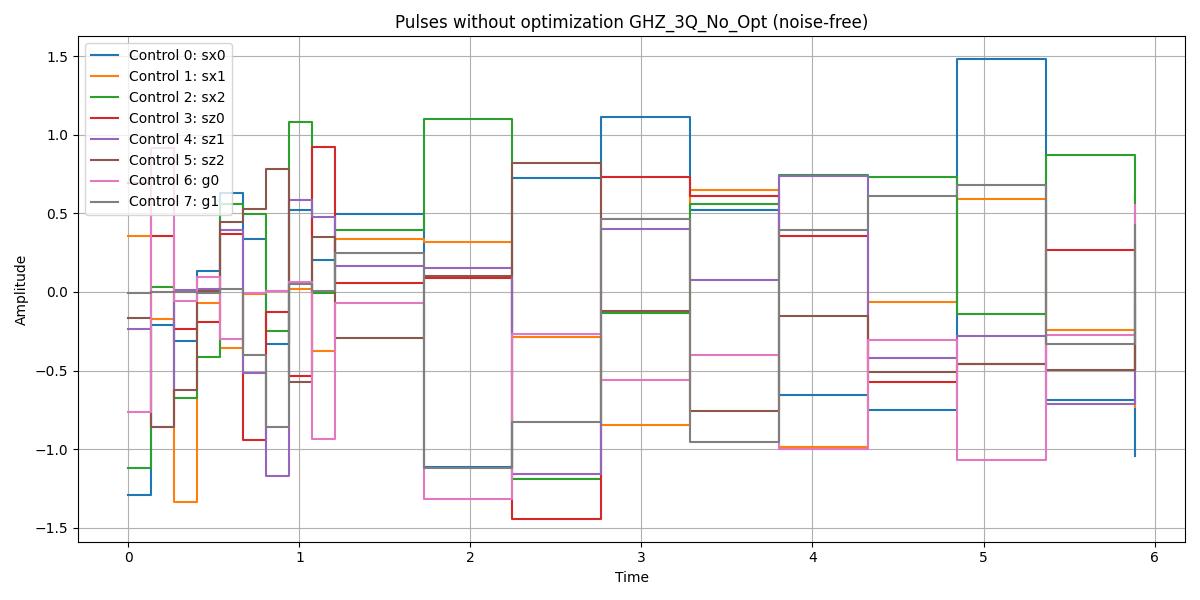 Pulses without optimization GHZ_3Q_No_Opt (noise-free)
Control 0: sx0
Control 1: sx1
Control 2: sx2
Control 3: sz0
Control 4: sz1
Control 5: sz2
Control 6: g0
Control 7: g1
1.5
1.0
0.5
0.0
−0.5
−1.0
−1.5
Amplitude
0 1 2 3 4 5 6
Time